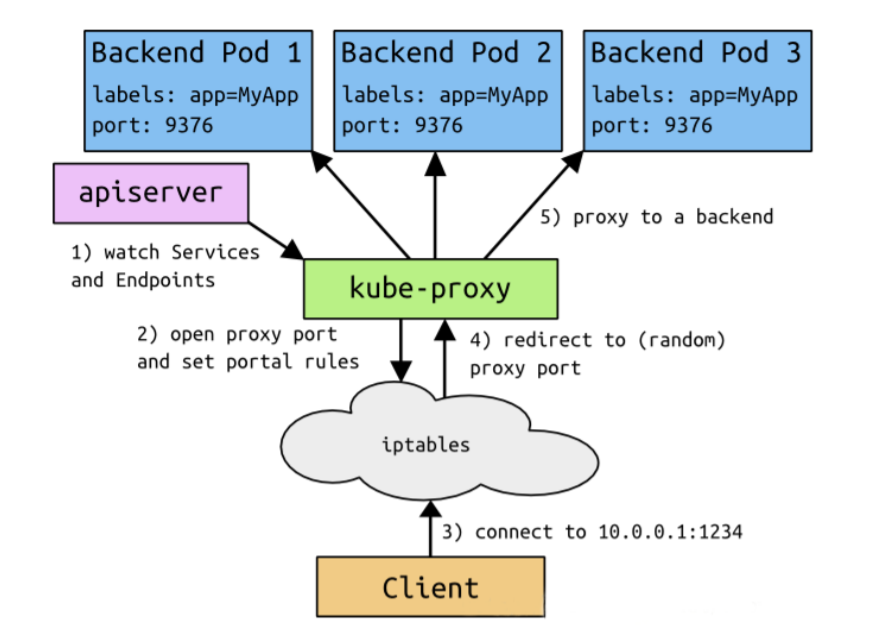 Backend Pod 1
labels: app=MyApp
port: 9376
Backend Pod 2
labels: app=MyApp
port: 9376
Backend Pod 3
labels: app=MyApp
port: 9376
apiserver
5) proxy to a backend
1) watch Services
and Endpoints
kube-proxy
2) open proxy port
and set portal rules
4) redirect to (random)
proxy port
iptables
3) connect to 10.0.0.1:1234
Client